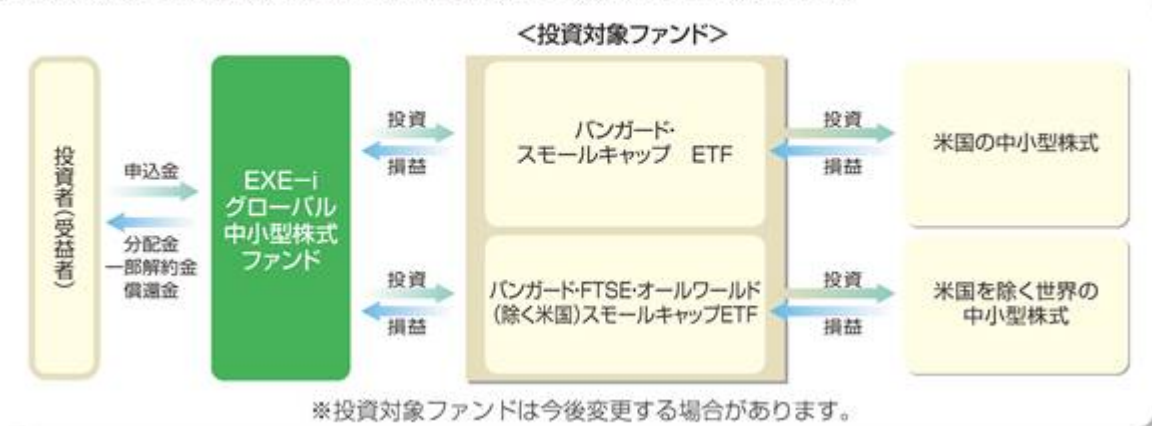 <投資対象ファンド>
投資者(受益者)
申込金
分配金
一部解約金
償還金
EXE-i
グローバル
中小型株式
ファンド
投資
損益
バンガード・
スモールキャップ ETF
投資
損益
米国の中小型株式
投資
損益
バンガード・FTSE・オールワールド
(除く米国)スモールキャップETF
投資
損益
米国を除く世界の
中小型株式
※投資対象ファンドは今後変更する場合があります。